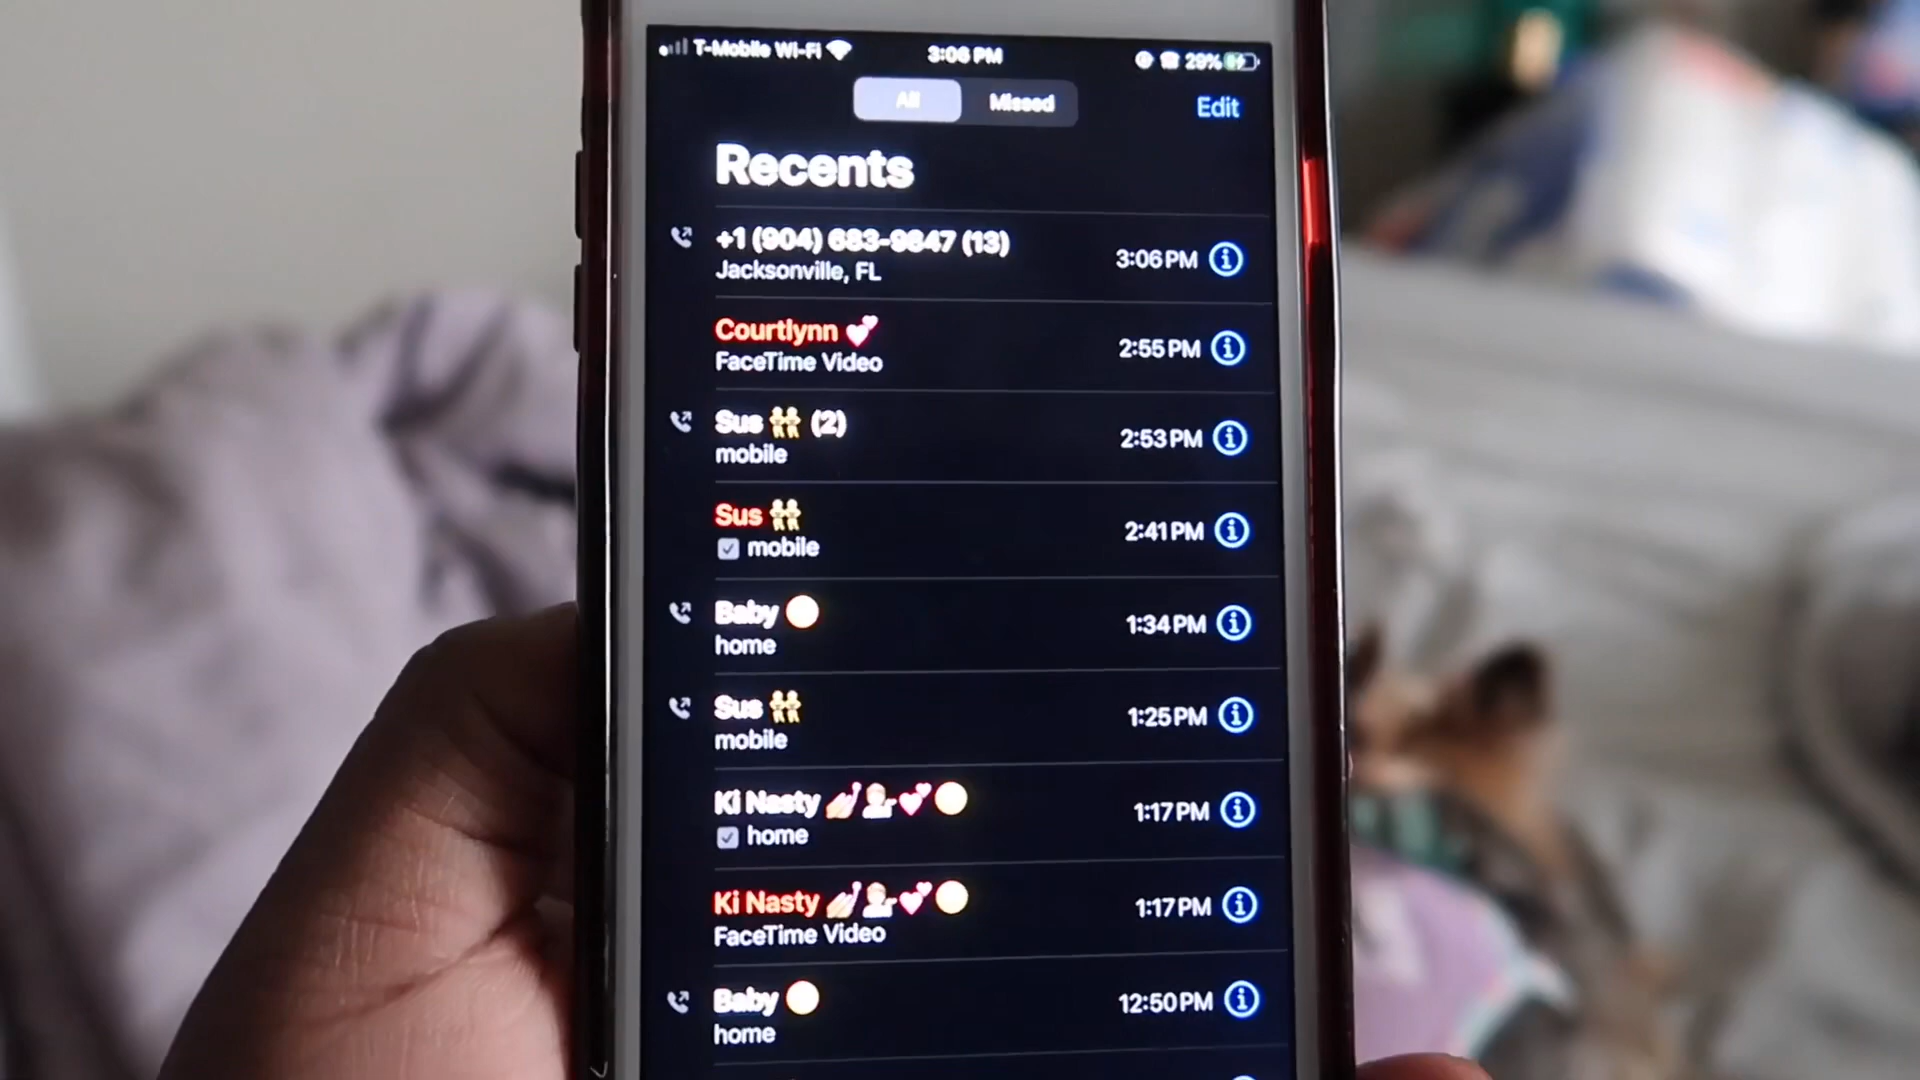 T-Mobile Wi-Fi 3:06 PM 29%
All Missed Edit
Recents
+1 (904) 683-9847 (13) 3:06 PM
Jacksonville, FL
Courtlynn 💕 2:55 PM
FaceTime Video
Sus 👯 (2) 2:53 PM
mobile
Sus 👯 2:41 PM
mobile
Baby 2:34 PM
home
Sus 👯 1:25 PM
mobile
Ki Nasty 💅💇💕 1:17 PM
home
Ki Nasty 💅💇💕 1:17 PM
FaceTime Video
Baby 12:50 PM
home